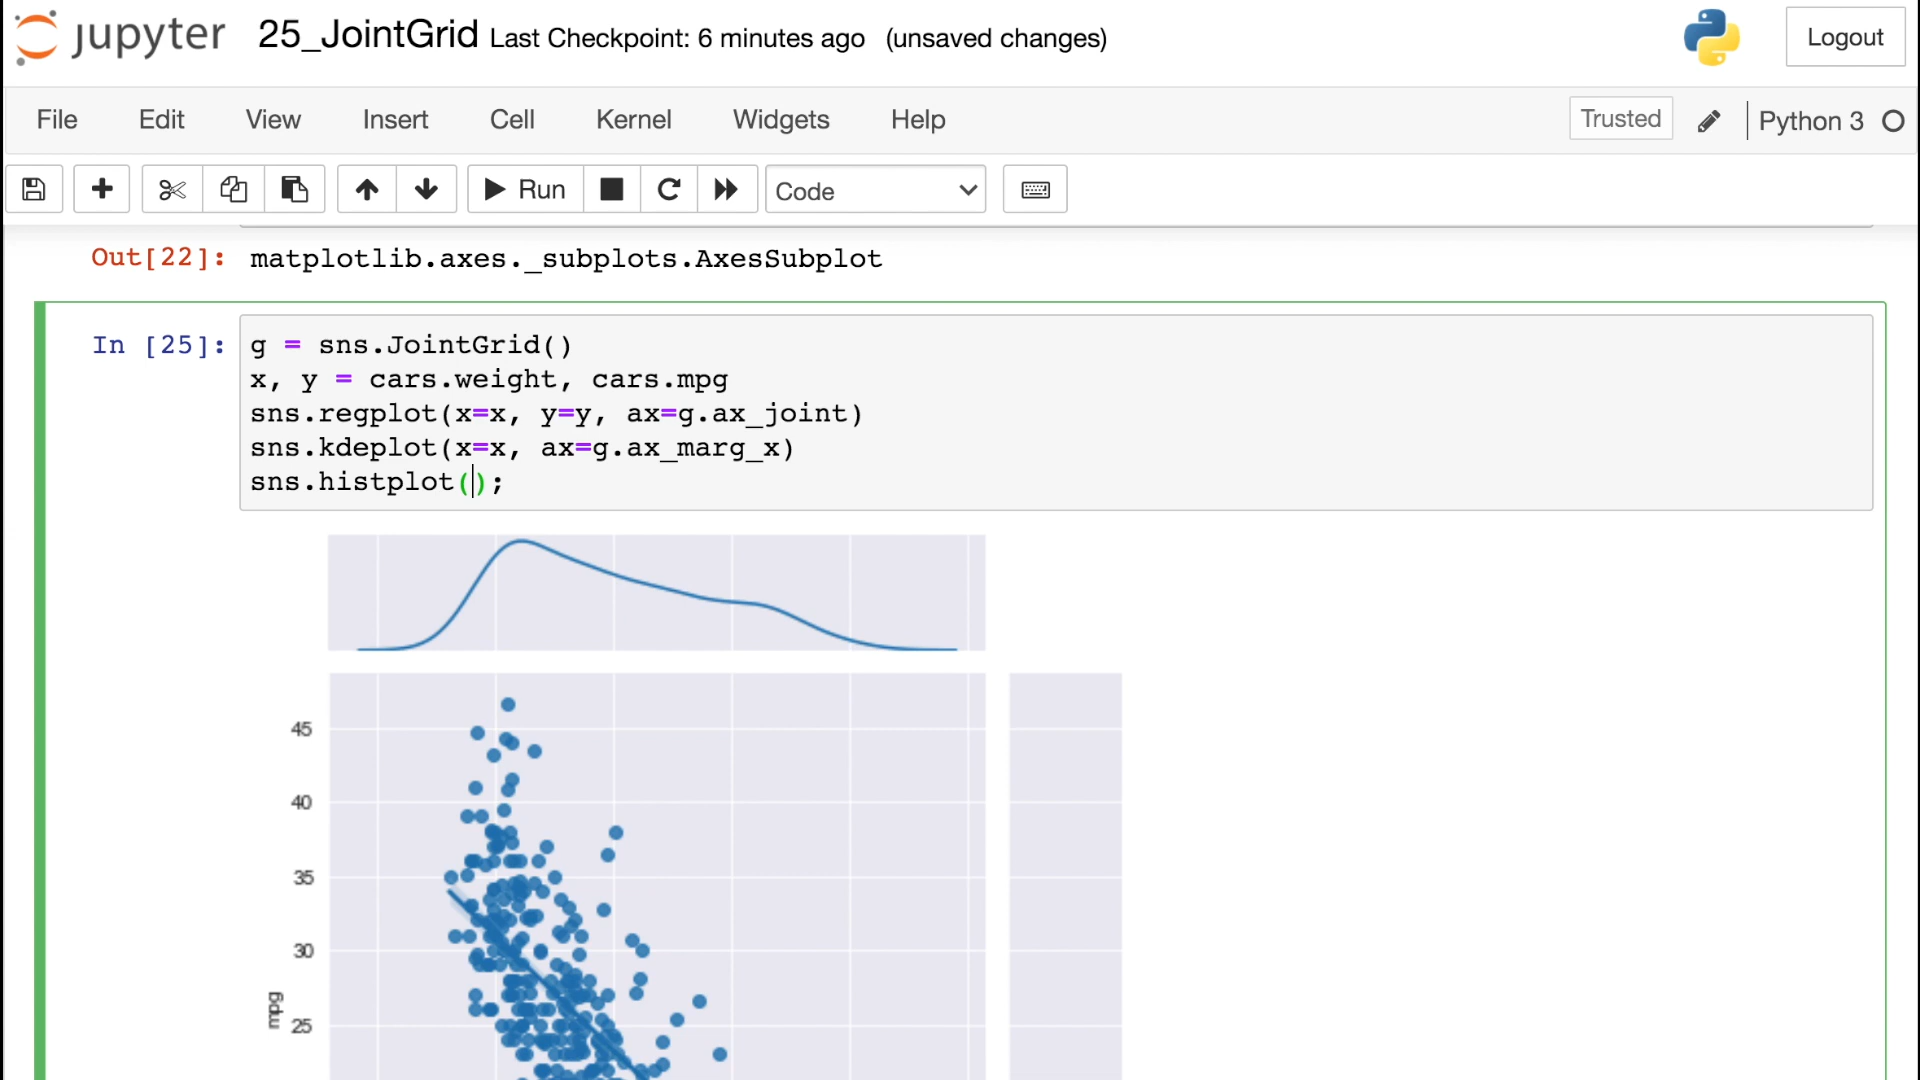 jupyter 25_JointGrid Last Checkpoint: 6 minutes ago (unsaved changes) Logout
File Edit View Insert Cell Kernel Widgets Help Trusted Python 3
Run Code
Out[22]: matplotlib.axes._subplots.AxesSubplot
In [25]: g = sns.JointGrid()
x, y = cars.weight, cars.mpg
sns.regplot(x=x, y=y, ax=g.ax_joint)
sns.kdeplot(x=x, ax=g.ax_marg_x)
sns.histplot();
45
40
35
30
mpg
25